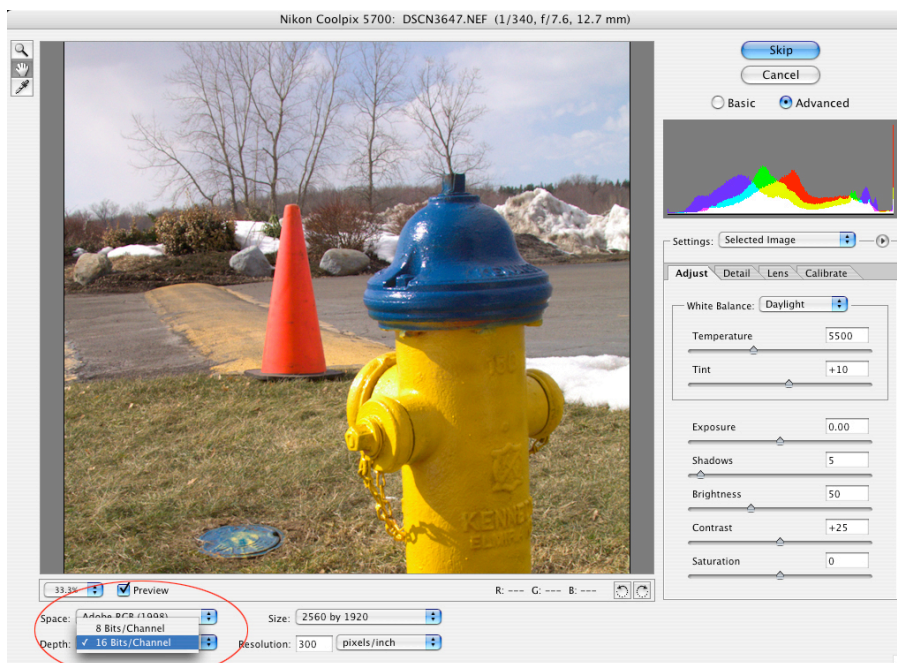 Nikon Coolpix 5700: DSCN3647.NEF (1/340, f/7.6, 12.7 mm)
Skip
Cancel
Basic Advanced
Settings: Selected Image
Adjust Detail Lens Calibrate
White Balance: Daylight
Temperature 5500
Tint +10
Exposure 0.00
Shadows 5
Brightness 50
Contrast +25
Saturation 0
KENNE
33.3% Preview R: --- G: --- B: ---
Space: Adobe RGB (1998) Size: 2560 by 1920
8 Bits/Channel
Depth: ✓ 16 Bits/Channel Resolution: 300 pixels/inch